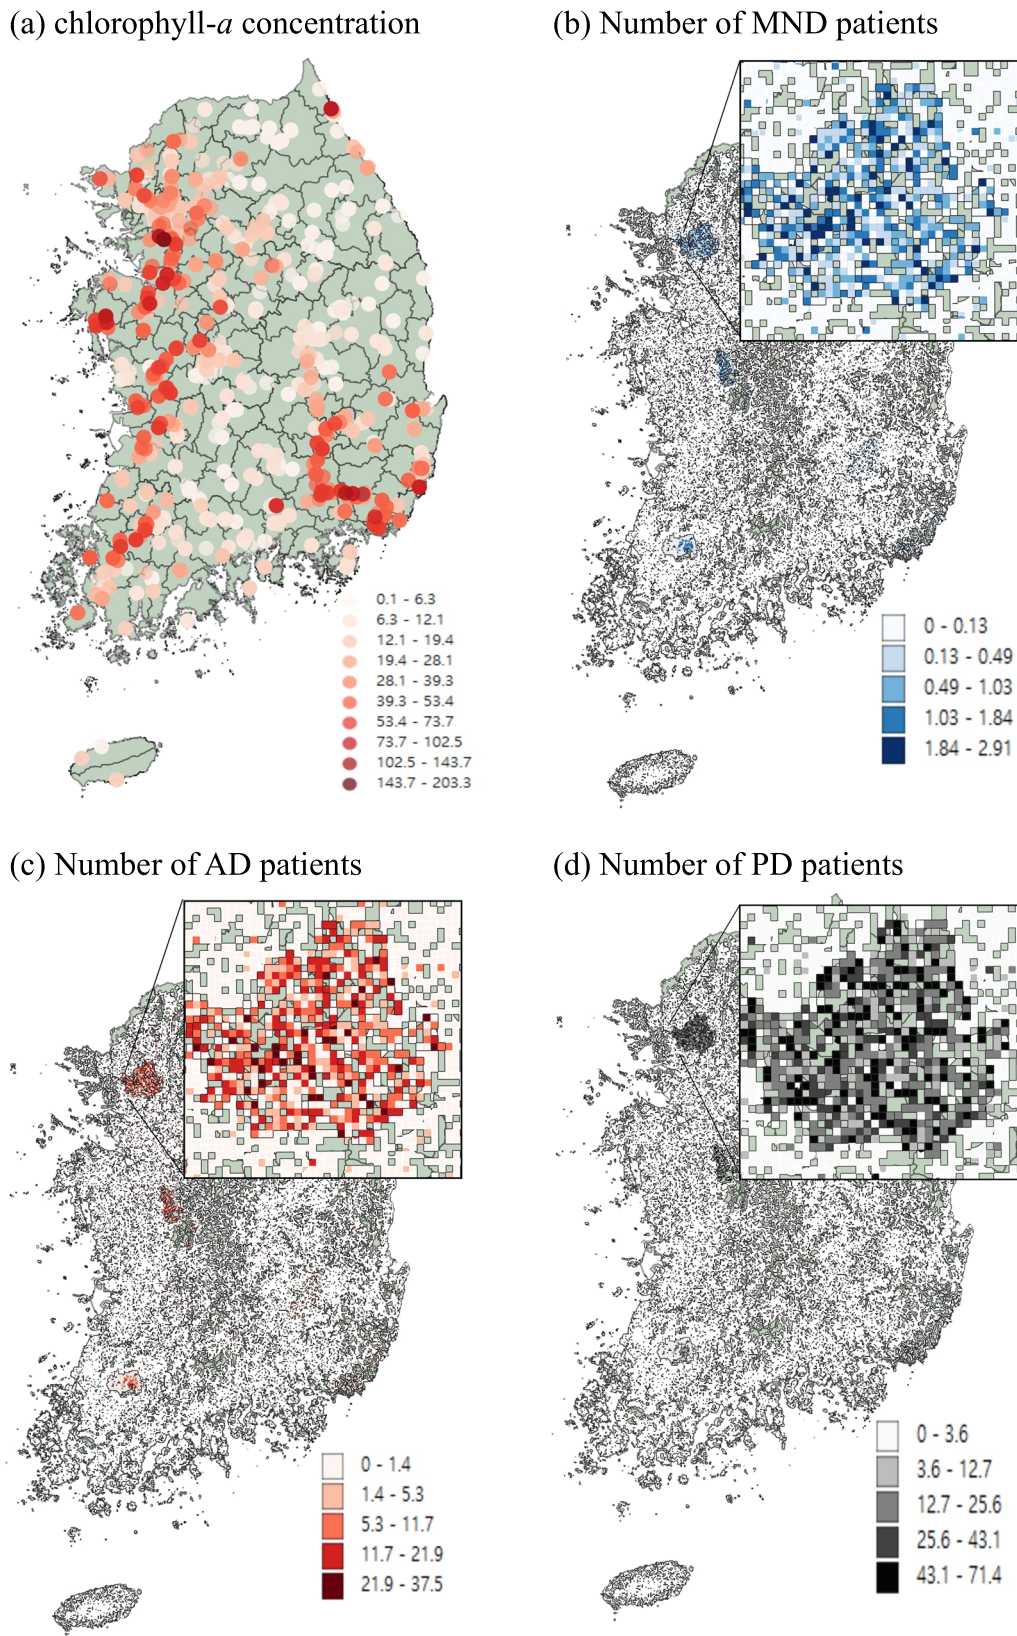 (a) chlorophyll-a concentration
(b) Number of MND patients
0.1 - 6.3
6.3 - 12.1
12.1 - 19.4
19.4 - 28.1
28.1 - 39.3
39.3 - 53.4
53.4 - 73.7
73.7 - 102.5
102.5 - 143.7
143.7 - 203.3
0 - 0.13
0.13 - 0.49
0.49 - 1.03
1.03 - 1.84
1.84 - 2.91
(c) Number of AD patients
(d) Number of PD patients
0 - 1.4
1.4 - 5.3
5.3 - 11.7
11.7 - 21.9
21.9 - 37.5
0 - 3.6
3.6 - 12.7
12.7 - 25.6
25.6 - 43.1
43.1 - 71.4